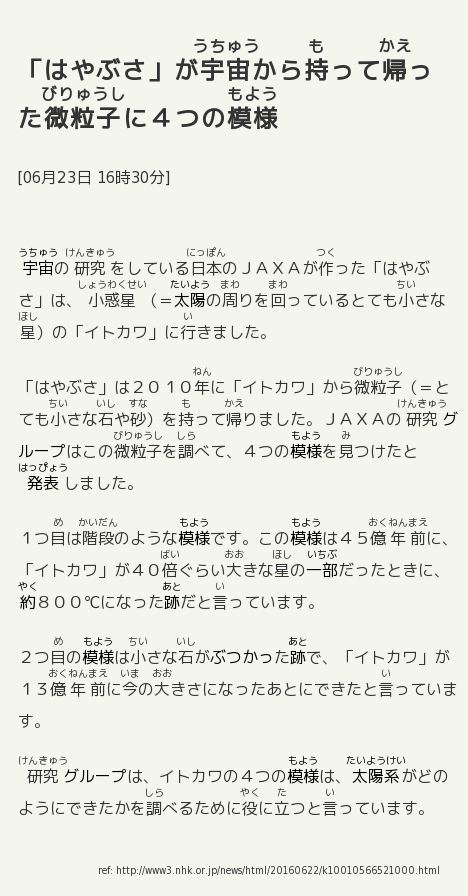 「はやぶさ」が宇宙から持って帰っ
た微粒子に４つの模様
[06月23日 16時30分]
宇宙の研究をしている日本のＪＡＸＡが作った「はやぶ
さ」は、小惑星（＝太陽の周りを回っているとても小さな
星）の「イトカワ」に行きました。
「はやぶさ」は２０１０年に「イトカワ」から微粒子（＝と
ても小さな石や砂）を持って帰りました。ＪＡＸＡの研究グ
ループはこの微粒子を調べて、４つの模様を見つけたと
発表しました。
１つ目は階段のような模様です。この模様は４５億年前に、
「イトカワ」が４０倍ぐらい大きな星の一部だったときに、
約８００℃になった跡だと言っています。
２つ目の模様は小さな石がぶつかった跡で、「イトカワ」が
１３億年前に今の大きさになったあとにできたと言っていま
す。
研究グループは、イトカワの４つの模様は、太陽系がどの
ようにできたかを調べるために役に立つと言っています。
ref: http://www3.nhk.or.jp/news/html/20160622/k10010566521000.html